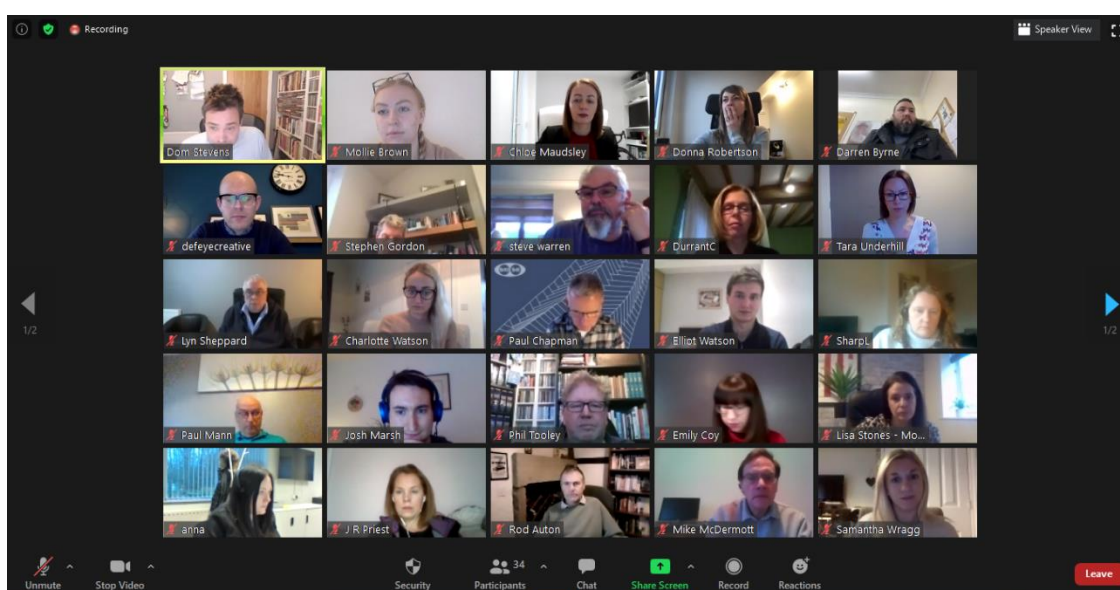 Recording
Speaker View
Dom Stevens
Mollie Brown
Chloe Maudsley
Donna Robertson
Darren Byrne
defeyecreative
Stephen Gordon
steve warren
DurrantC
Tara Underhill
Lyn Sheppard
Charlotte Watson
Paul Chapman
Elliot Watson
SharpL
1/2
1/2
Paul Mann
Josh Marsh
Phil Tooley
Emily Coy
Lisa Stones - Mo...
anna
J R Priest
Rod Auton
Mike McDermott
Samantha Wragg
34
Unmute
Stop Video
Security
Participants
Chat
Share Screen
Record
Reactions
Leave